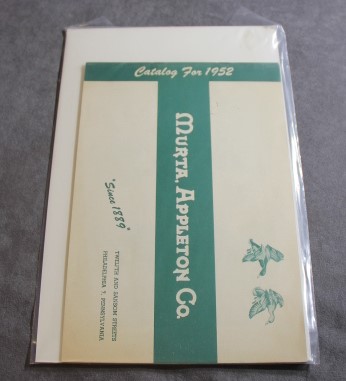 Catalog For 1952
MURTA, APPLETON CO.
"Since 1889"
TWELFTH AND SANSOM STREETS
PHILADELPHIA 7, PENNSYLVANIA